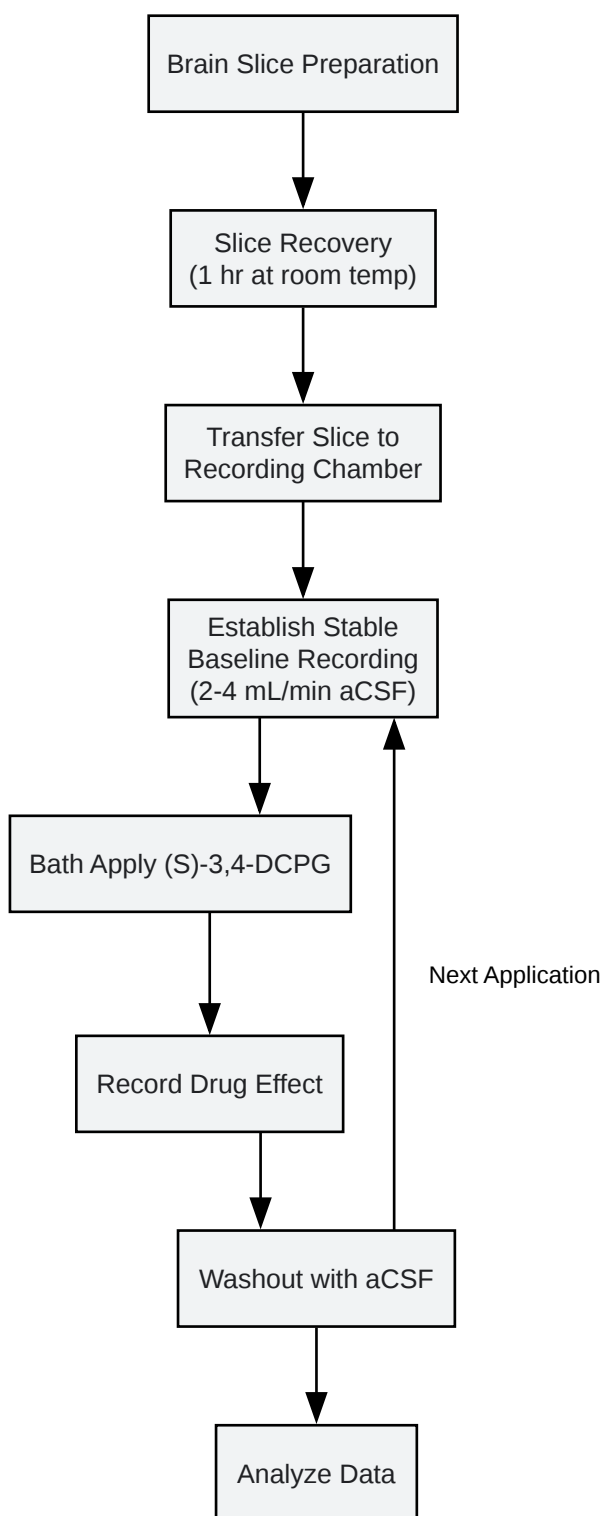 Brain Slice Preparation
Slice Recovery
(1 hr at room temp)
Transfer Slice to
Recording Chamber
Establish Stable
Baseline Recording
(2-4 mL/min aCSF)
Bath Apply (S)-3,4-DCPG
Next Application
Record Drug Effect
Washout with aCSF
Analyze Data